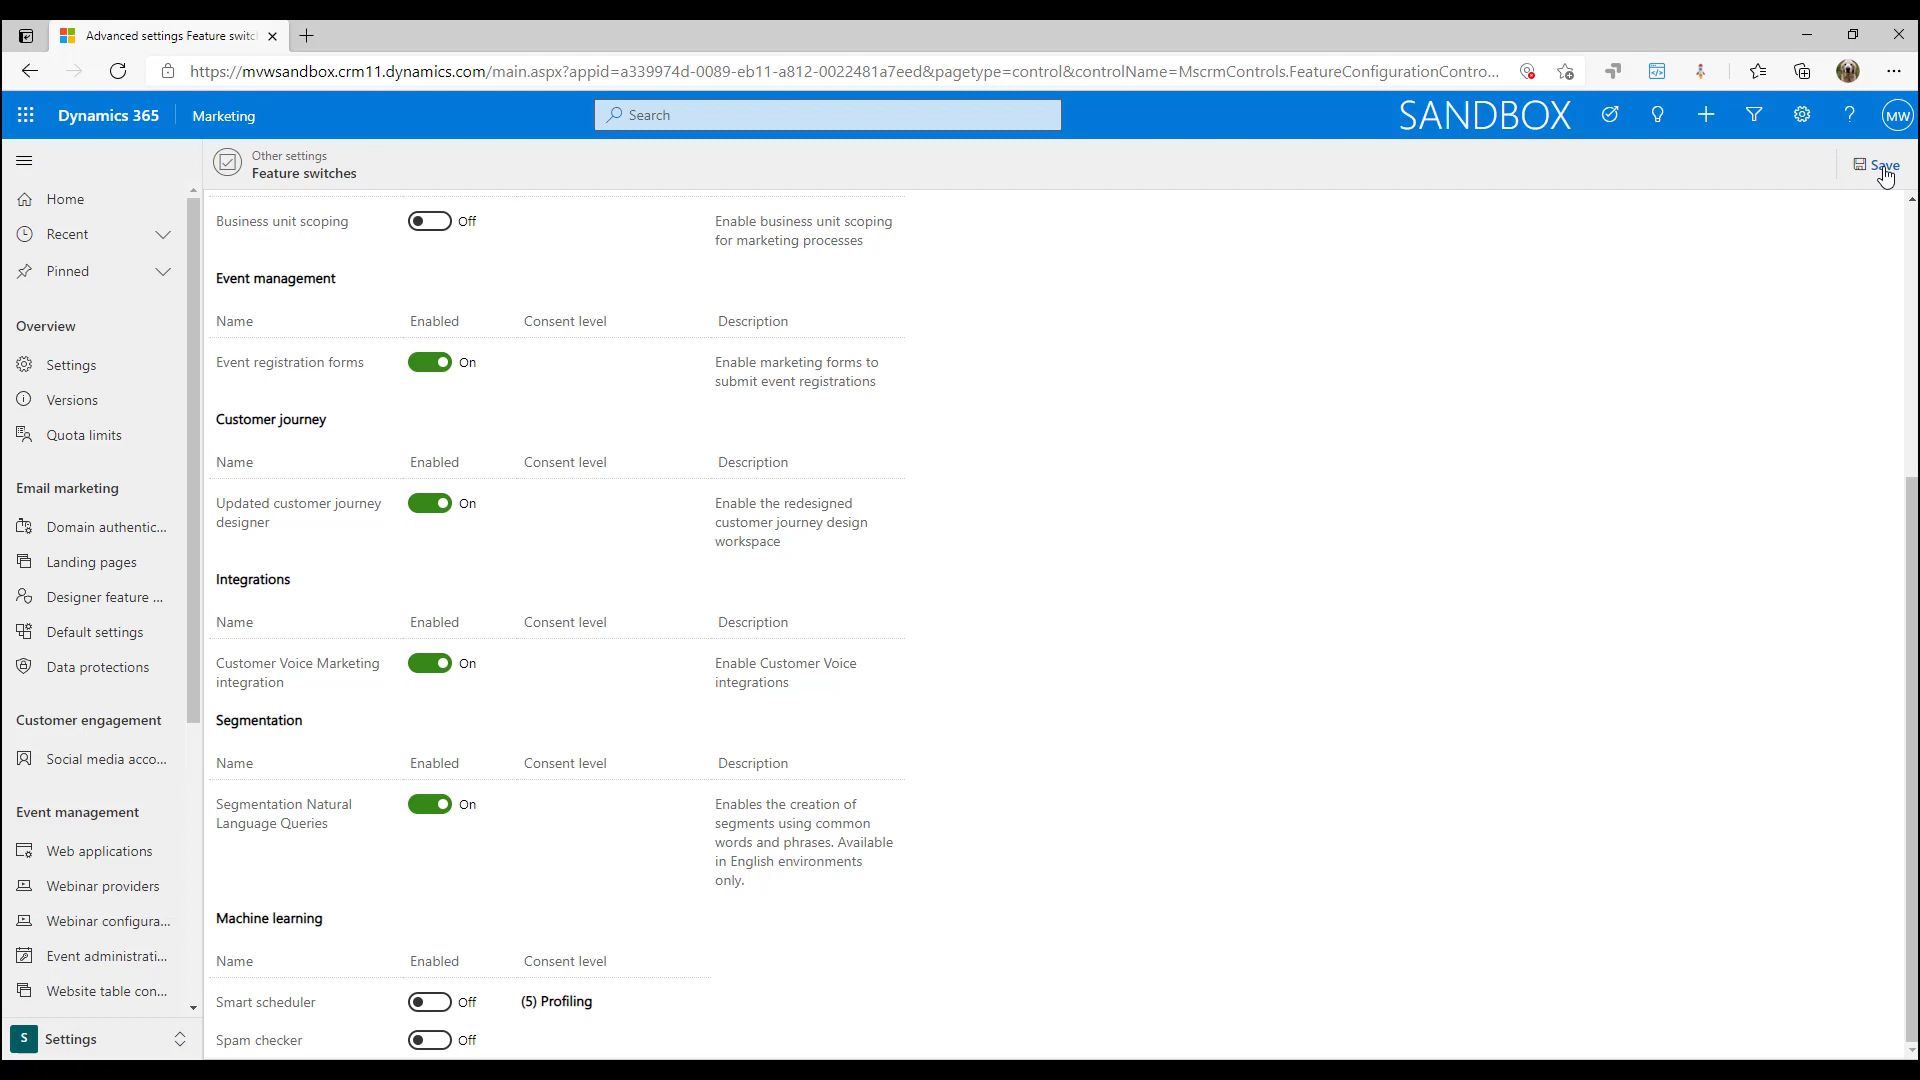 Advanced settings Feature switc
https://mvwsandbox.crm11.dynamics.com/main.aspx?appid=a339974d-0089-eb11-a812-0022481a7eed&pagetype=control&controlName=MscrmControls.FeatureConfigurationContro...
Dynamics 365
Marketing
Search
SANDBOX
MW
Other settings
Feature switches
Save
Home
Recent
Pinned
Overview
Settings
Versions
Quota limits
Email marketing
Domain authentic...
Landing pages
Designer feature ...
Default settings
Data protections
Customer engagement
Social media acco...
Event management
Web applications
Webinar providers
Webinar configura...
Event administrati...
Website table con...
S Settings
Business unit scoping Off Enable business unit scoping
for marketing processes
Event management
Name Enabled Consent level Description
Event registration forms On Enable marketing forms to
submit event registrations
Customer journey
Name Enabled Consent level Description
Updated customer journey On Enable the redesigned
designer customer journey design
workspace
Integrations
Name Enabled Consent level Description
Customer Voice Marketing On Enable Customer Voice
integration integrations
Segmentation
Name Enabled Consent level Description
Segmentation Natural On Enables the creation of
Language Queries segments using common
words and phrases. Available
in English environments
only.
Machine learning
Name Enabled Consent level
Smart scheduler Off (5) Profiling
Spam checker Off